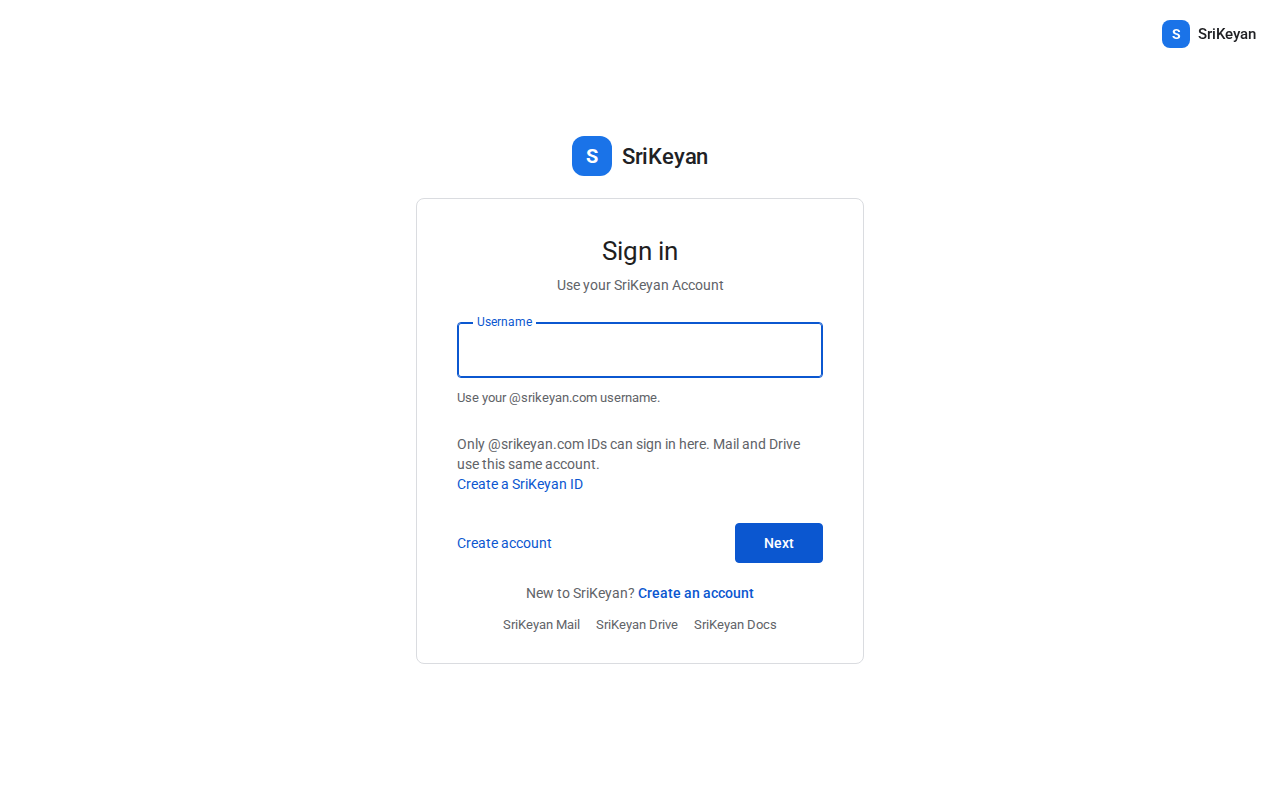 S SriKeyan
S SriKeyan
Sign in
Use your SriKeyan Account
Username
Use your @srikeyan.com username.
Only @srikeyan.com IDs can sign in here. Mail and Drive
use this same account.
Create a SriKeyan ID
Create account Next
New to SriKeyan? Create an account
SriKeyan Mail SriKeyan Drive SriKeyan Docs